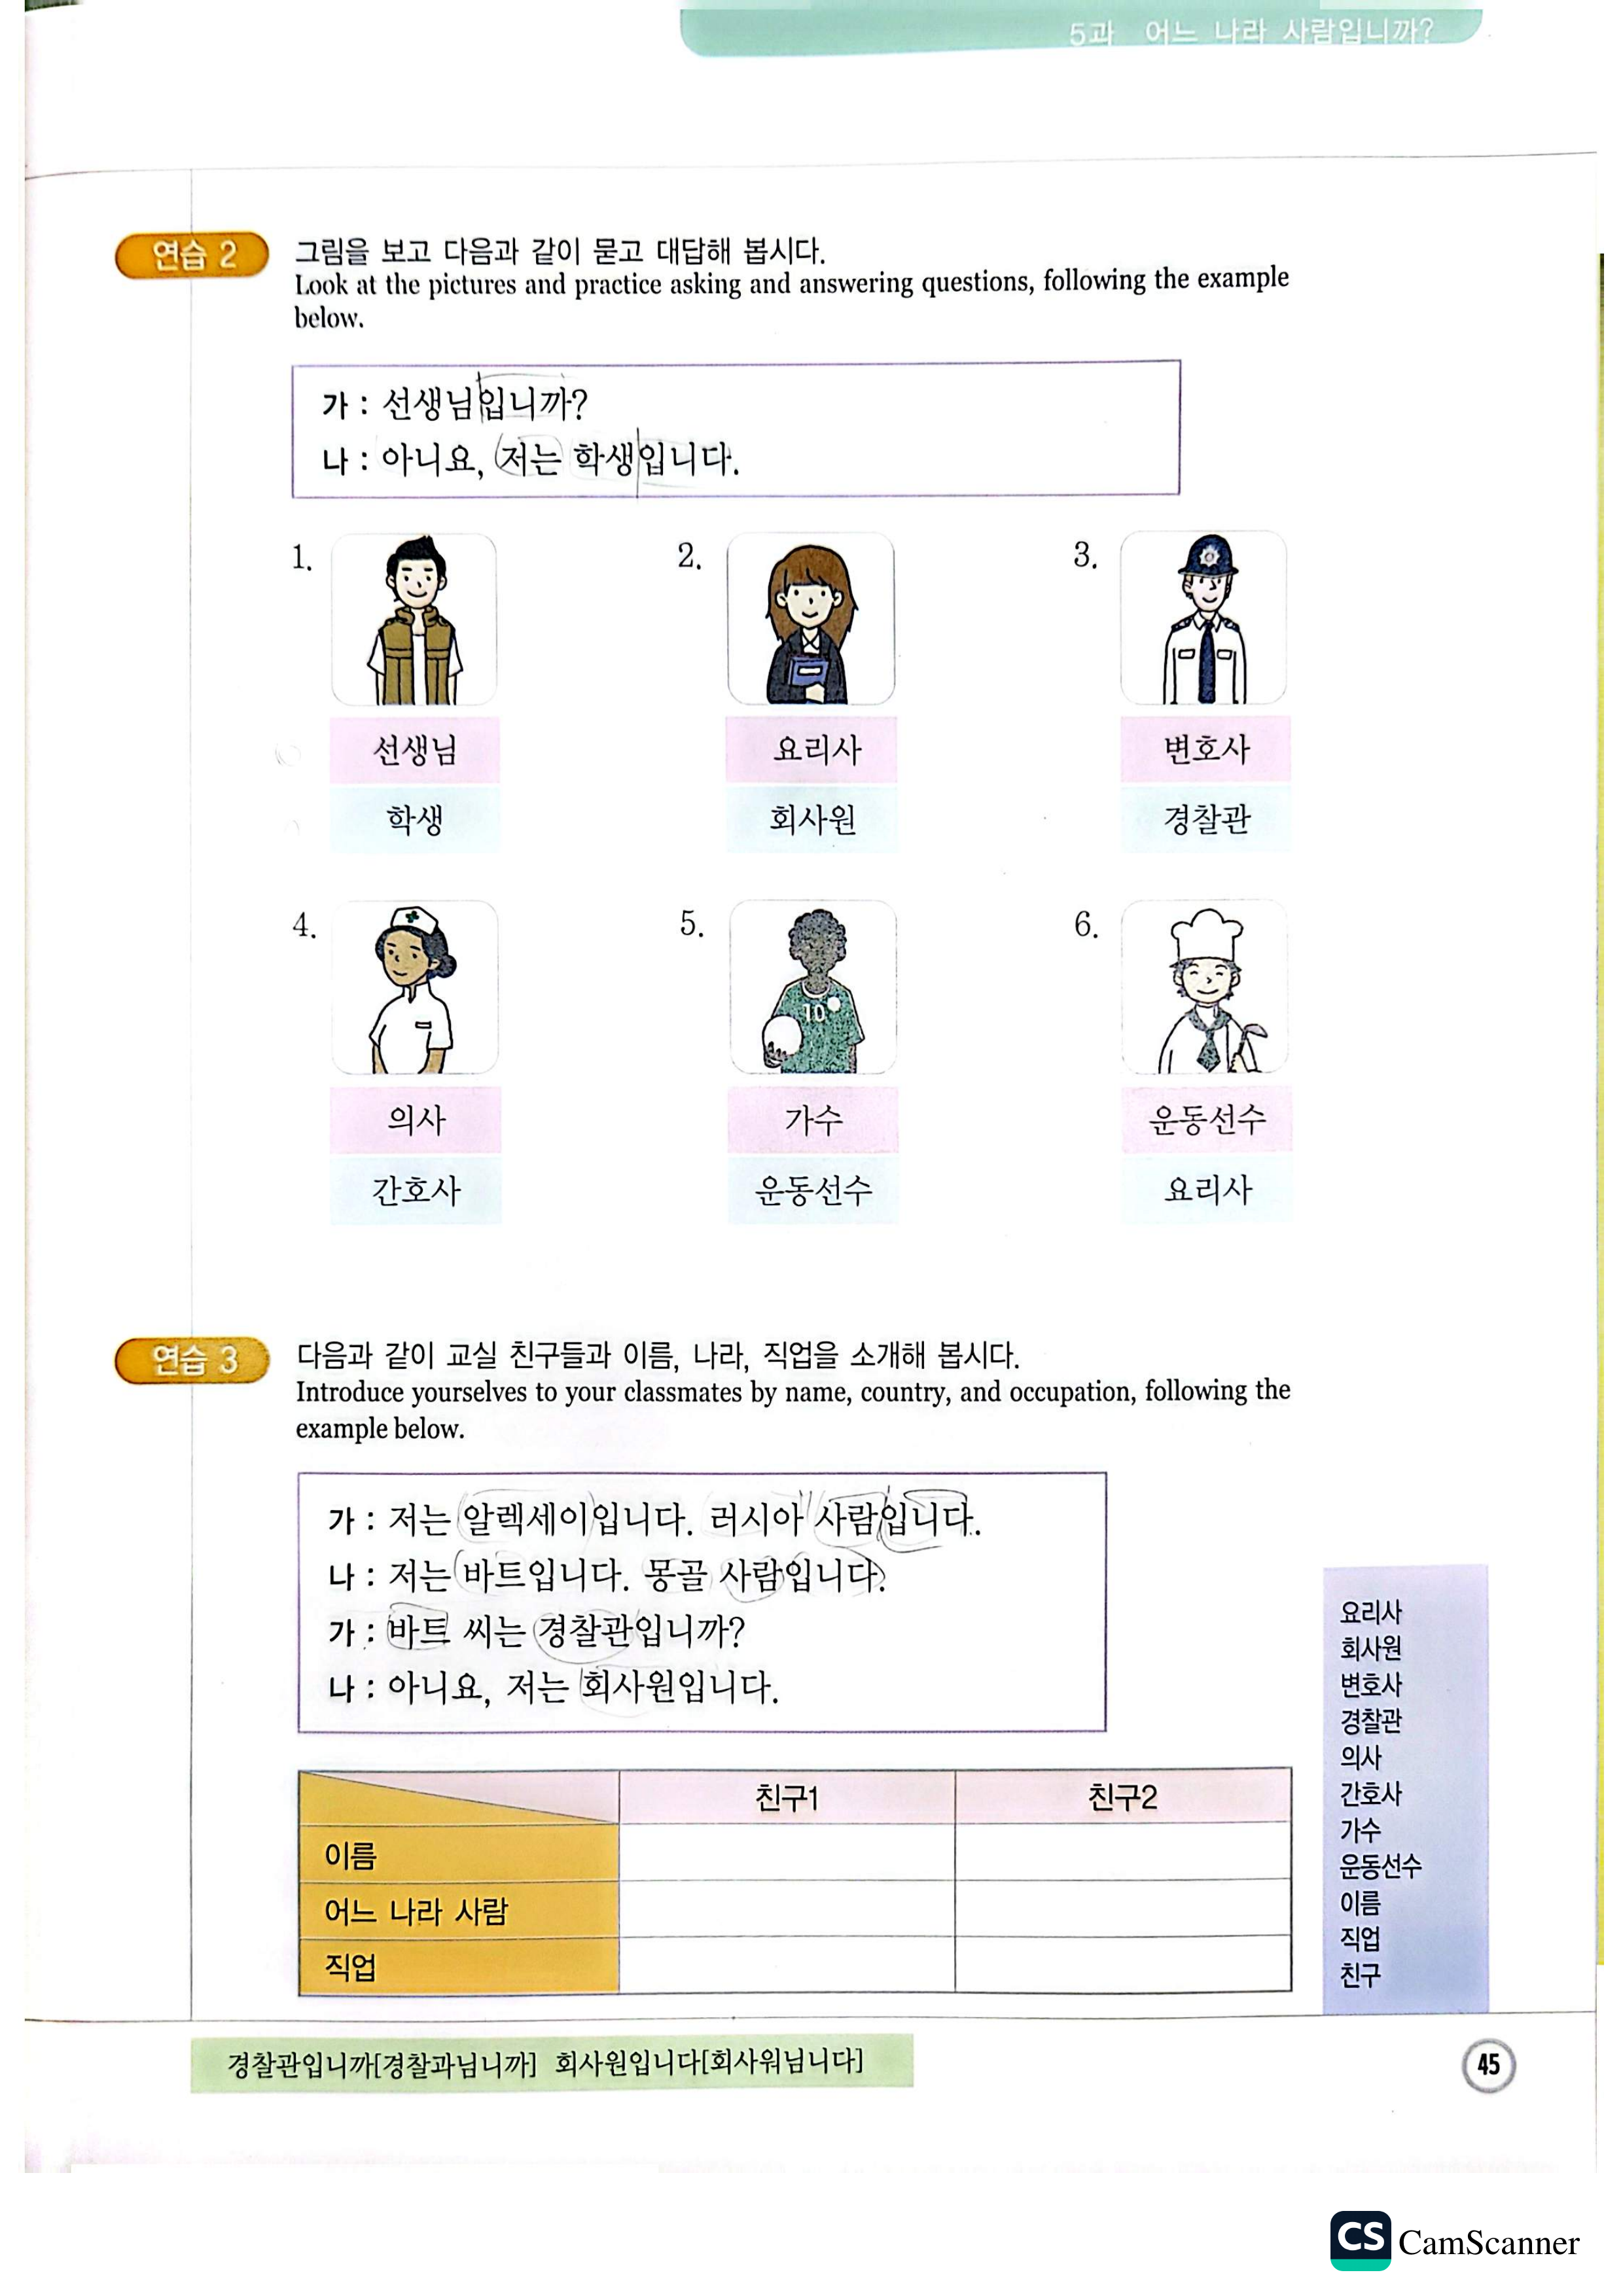 5과 어느 나라 사람입니까?
연습 2
그림을 보고 다음과 같이 묻고 대답해 봅시다.
Look at the pictures and practice asking and answering questions, following the example
below.
가 : 선생님입니까?
나 : 아니요, 저는 학생입니다.
1.
2.
3.
10
선생님
요리사
변호사
학생
회사원
경찰관
4.
5.
6.
의사
가수
운동선수
간호사
운동선수
요리사
연습 3
다음과 같이 교실 친구들과 이름, 나라, 직업을 소개해 봅시다.
Introduce yourselves to your classmates by name, country, and occupation, following the
example below.
가 : 저는 알렉세이입니다. 러시아 사람입니다.
나 : 저는 바트입니다. 몽골 사람입니다.
가 : 바트 씨는 경찰관입니까?
나 : 아니요, 저는 회사원입니다.
친구1
친구2
이름
어느 나라 사람
직업
요리사
회사원
변호사
경찰관
의사
간호사
가수
운동선수
이름
직업
친구
경찰관입니까[경찰과님니까] 회사원입니다[회사워님니다]
45
CS CamScanner